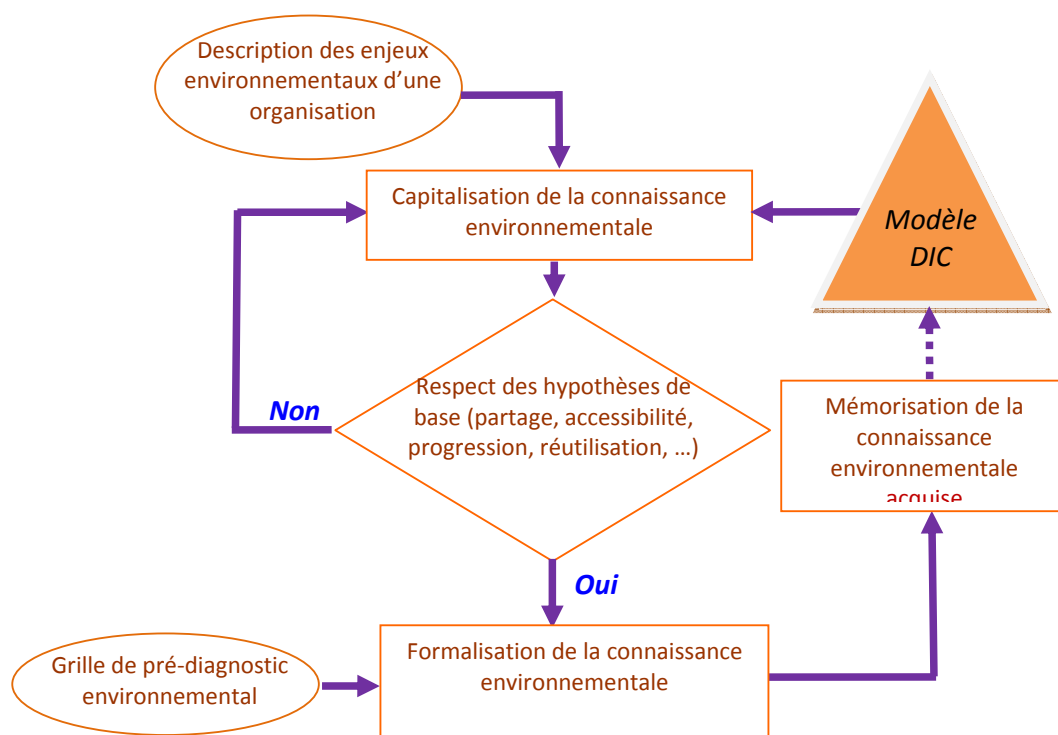 Description des enjeux
environnementaux d’une
organisation
Capitalisation de la connaissance
environnementale
Modèle
DIC
Respect des hypothèses de
base (partage, accessibilité,
progression, réutilisation, …)
Non
Mémorisation de la
connaissance
environnementale
acquise
Oui
Formalisation de la connaissance
environnementale
Grille de pré-diagnostic
environnemental